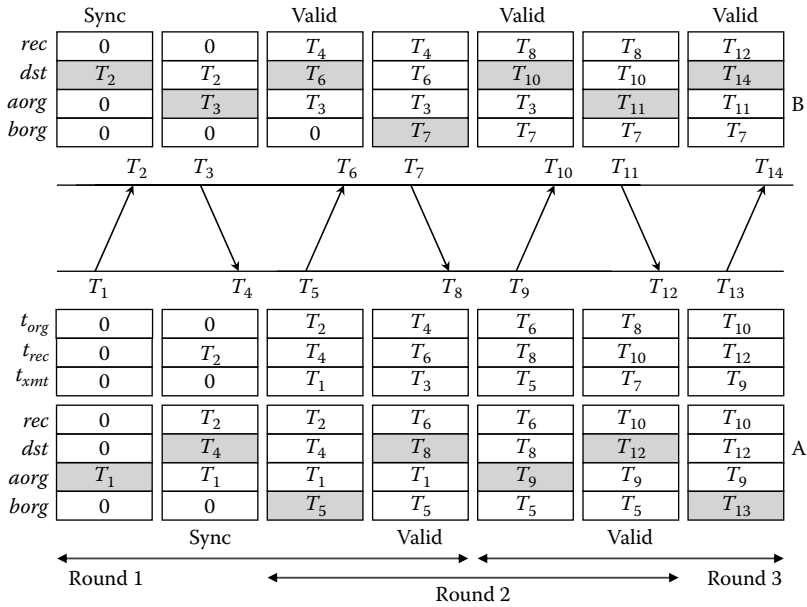 Sync Valid Valid Valid
rec 0 0 T4 T4 T8 T8 T12
dst T2 T2 T6 T6 T10 T10 T14
aorg 0 T3 T3 T3 T3 T11 T11 B
borg 0 0 0 T7 T7 T7 T7
T2 T3 T6 T7 T10 T11 T14
T1 T4 T5 T8 T9 T12 T13
torg 0 0 T2 T4 T6 T8 T10
trec 0 T2 T4 T6 T8 T10 T12
txmt 0 0 T1 T3 T5 T7 T9
rec 0 T2 T2 T6 T6 T10 T10
dst 0 T4 T4 T8 T8 T12 T12 A
aorg T1 T1 T1 T1 T9 T9 T9
borg 0 0 T5 T5 T5 T5 T13
Sync Valid Valid
Round 1 Round 3
Round 2